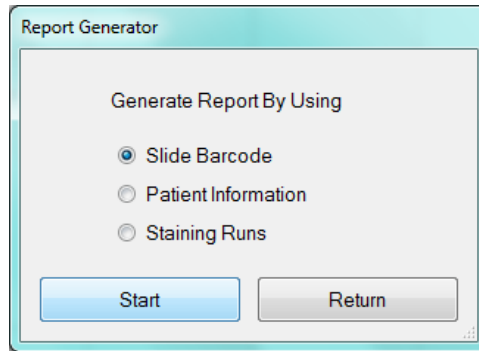 Report Generator
Generate Report By Using
Slide Barcode
Patient Information
Staining Runs
Start Return